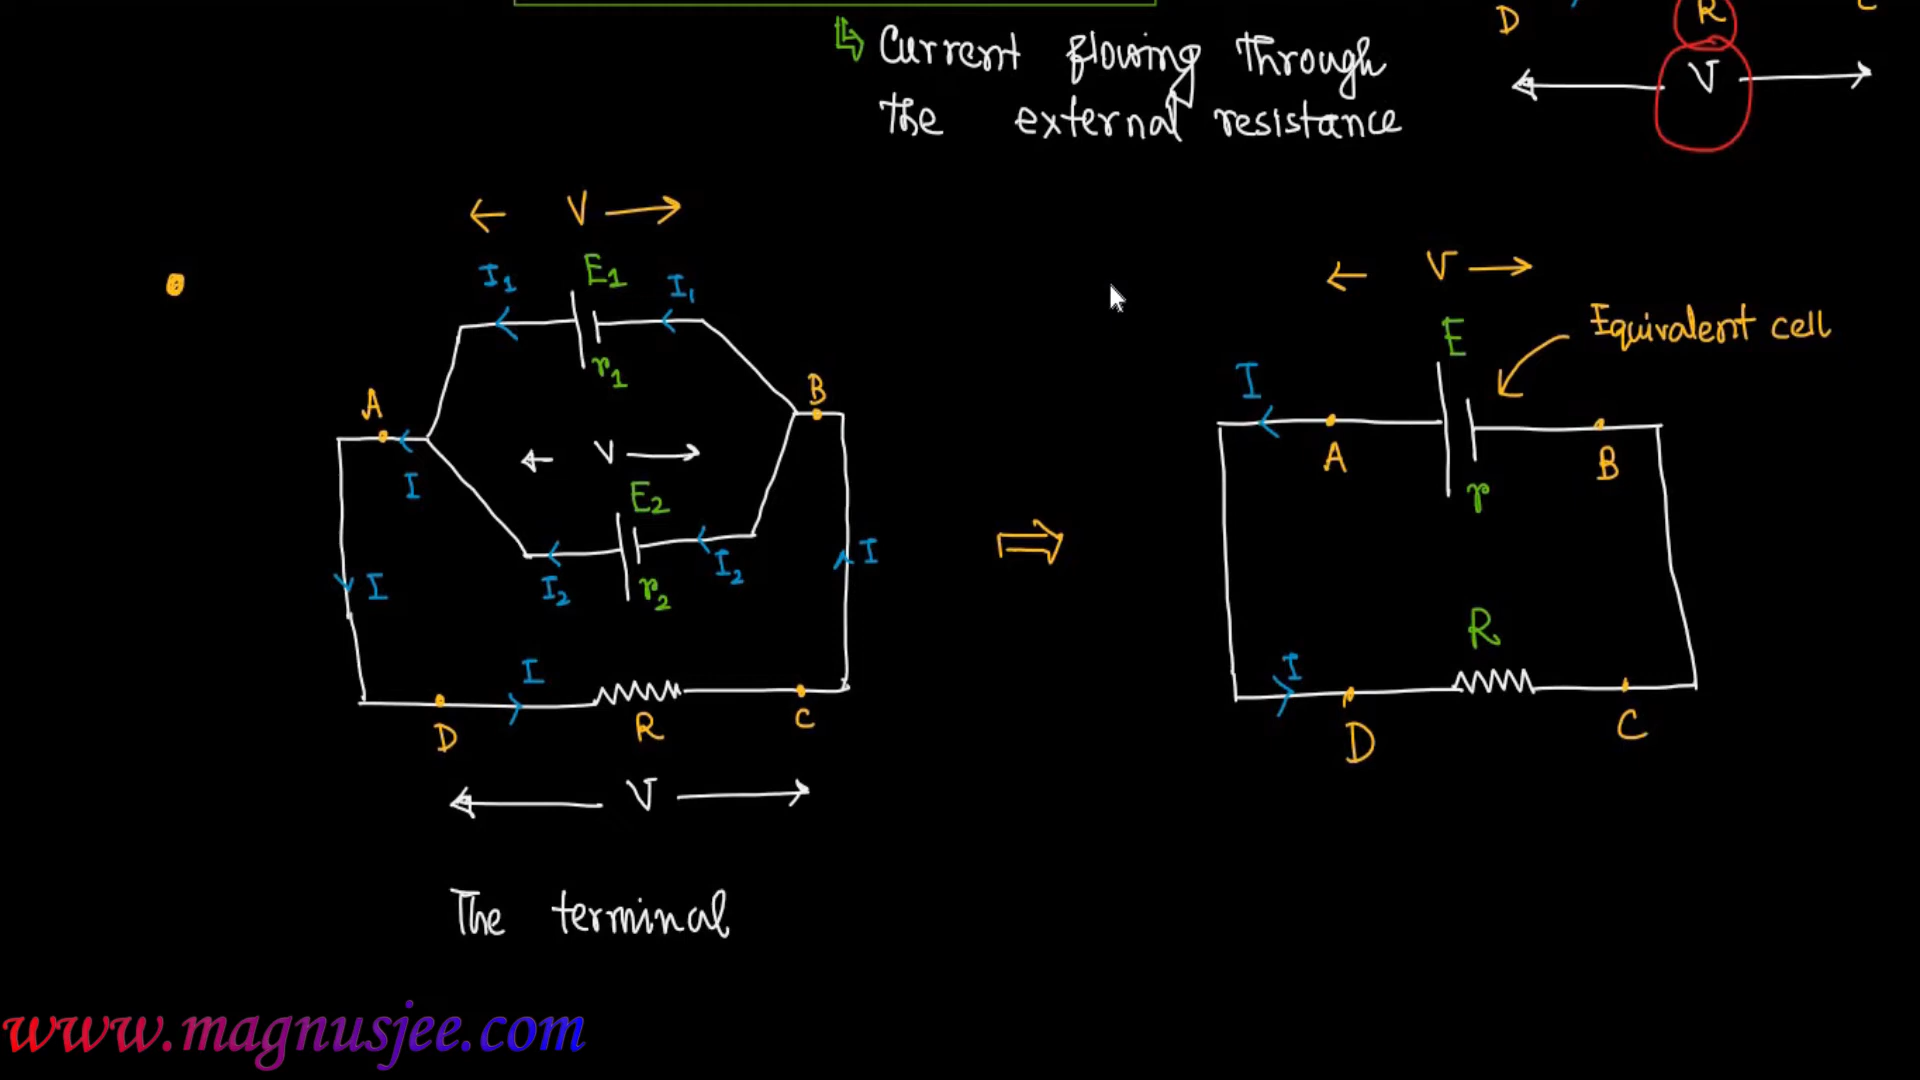 D R C
Current flowing through
V
the external resistance
V
V
E1
I1 I1
Equivalent cell
E
r1
I
B
A
V
A B
I
E2
r
I
I
I2 I2
I r2
R
I
I
D R C
D C
V
The terminal
www.magnusjee.com